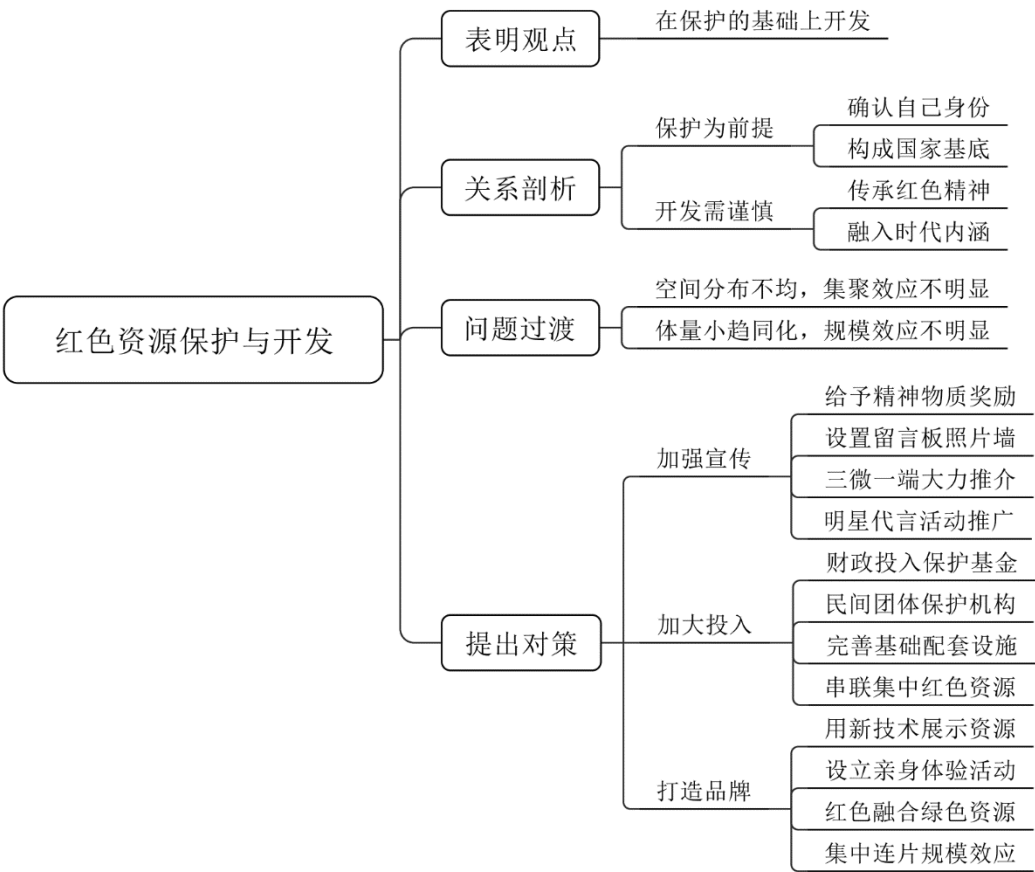 红色资源保护与开发
表明观点
在保护的基础上开发
关系剖析
保护为前提
确认自己身份
构成国家基底
开发需谨慎
传承红色精神
融入时代内涵
问题过渡
空间分布不均，集聚效应不明显
体量小趋同化，规模效应不明显
提出对策
加强宣传
给予精神物质奖励
设置留言板照片墙
三微一端大力推介
明星代言活动推广
加大投入
财政投入保护基金
民间团体保护机构
完善基础配套设施
串联集中红色资源
打造品牌
用新技术展示资源
设立亲身体验活动
红色融合绿色资源
集中连片规模效应